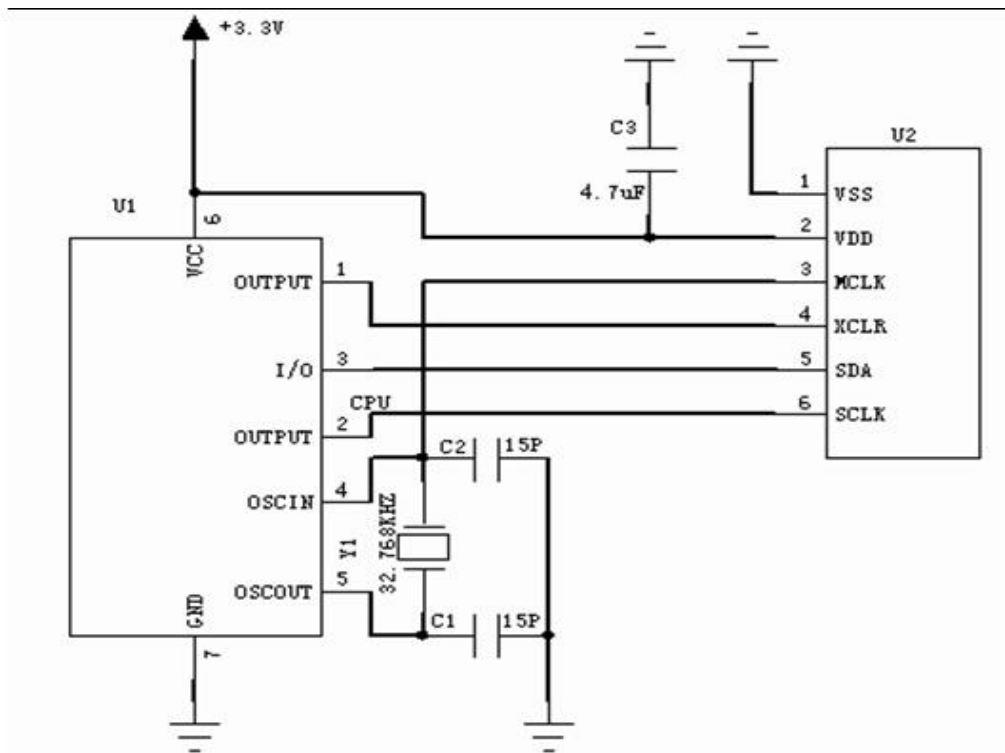 +3.3V
C3
U2
4.7uF
1
VSS
U1
6
2
VDD
VCC
OUTPUT
1
3
MCLK
4
XCLR
I/O
3
5
SDA
CPU
6
SCLK
OUTPUT
2
C2
15P
OSCIN
4
32.768KHZ
Y1
OSCOUT
5
C1
15P
GND
7